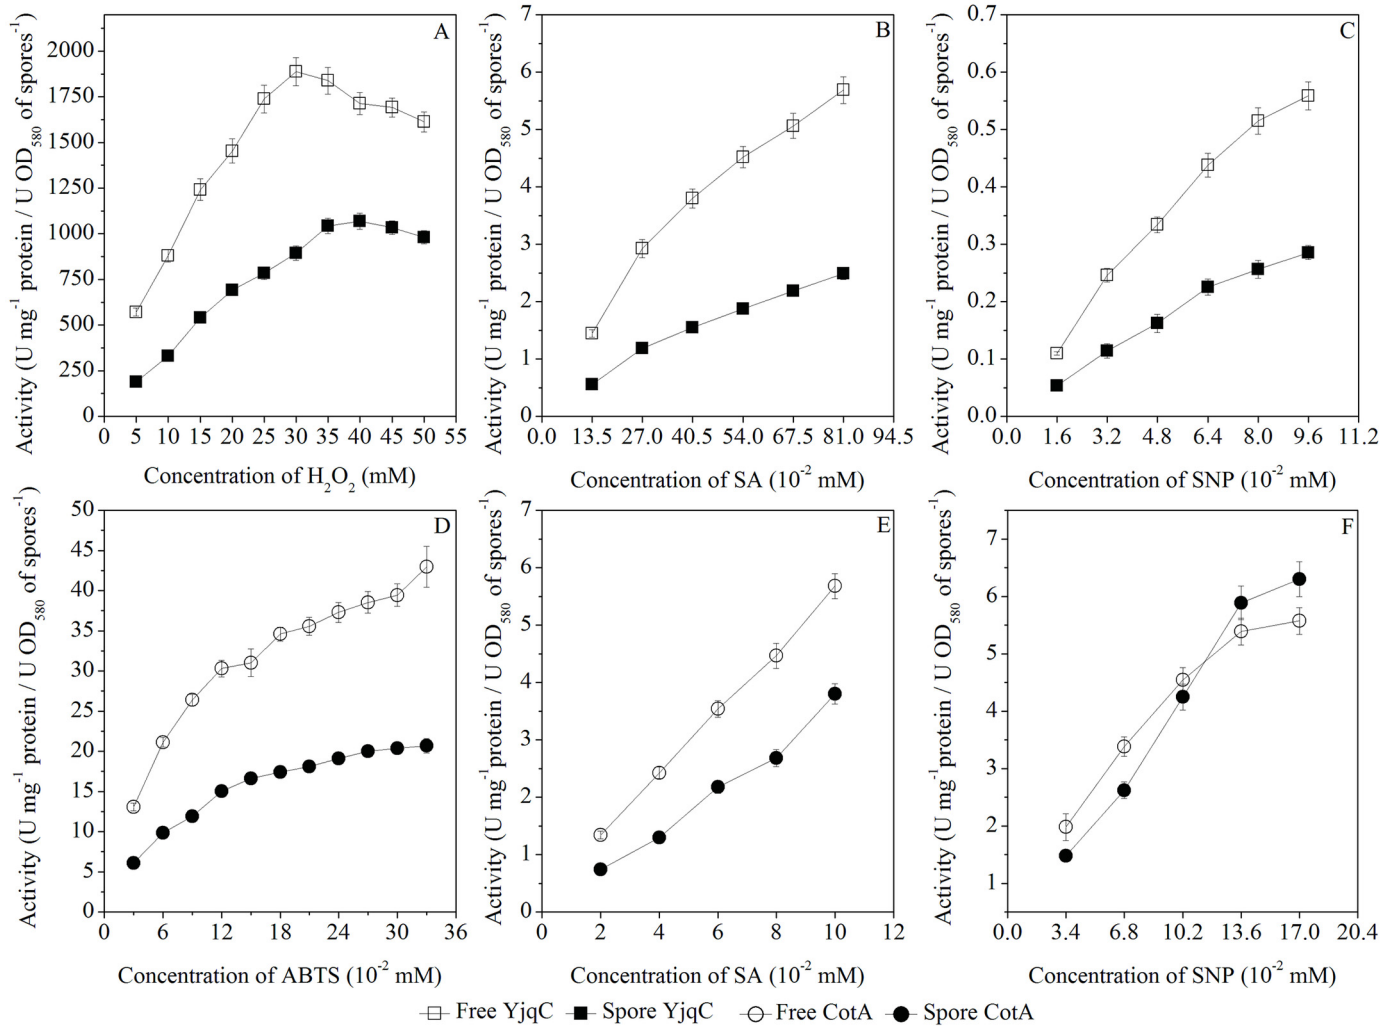 A
Activity (U mg⁻¹ protein / U OD₅₈₀ of spores⁻¹)
2000
1750
1500
1250
1000
750
500
250
0
0 5 10 15 20 25 30 35 40 45 50 55
Concentration of H₂O₂ (mM)
B
Activity (U mg⁻¹ protein / U OD₅₈₀ of spores⁻¹)
7
6
5
4
3
2
1
0
0.0 13.5 27.0 40.5 54.0 67.5 81.0 94.5
Concentration of SA (10⁻² mM)
C
Activity (U mg⁻¹ protein / U OD₅₈₀ of spores⁻¹)
0.7
0.6
0.5
0.4
0.3
0.2
0.1
0.0
0.0 1.6 3.2 4.8 6.4 8.0 9.6 11.2
Concentration of SNP (10⁻² mM)
D
Activity (U mg⁻¹ protein / U OD₅₈₀ of spores⁻¹)
50
45
40
35
30
25
20
15
10
5
0
0 6 12 18 24 30 36
Concentration of ABTS (10⁻² mM)
E
Activity (U mg⁻¹ protein / U OD₅₈₀ of spores⁻¹)
7
6
5
4
3
2
1
0
0 2 4 6 8 10 12
Concentration of SA (10⁻² mM)
F
Activity (U mg⁻¹ protein / U OD₅₈₀ of spores⁻¹)
7
6
5
4
3
2
1
0.0 3.4 6.8 10.2 13.6 17.0 20.4
Concentration of SNP (10⁻² mM)
Free YjqC Spore YjqC Free CotA Spore CotA